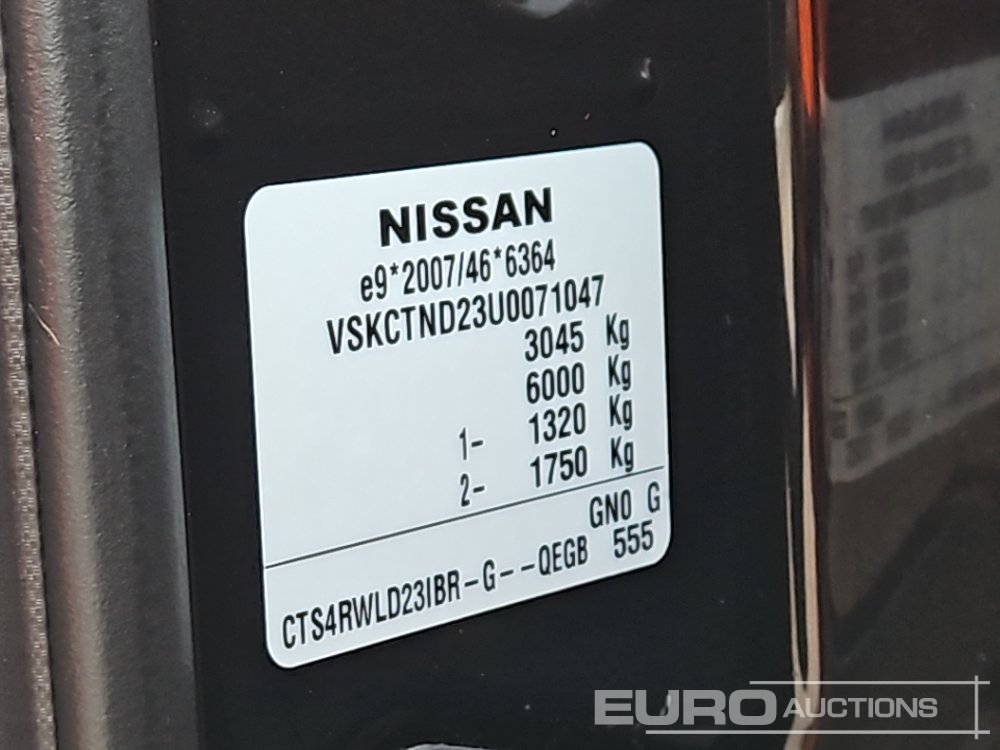 NISSAN
e9*2007/46*6364
VSKCTND23U0071047
3045 Kg
6000 Kg
1- 1320 Kg
2- 1750 Kg
GNO G
CTS4RWLD23IBR-G--QEGB 555
EURO AUCTIONS